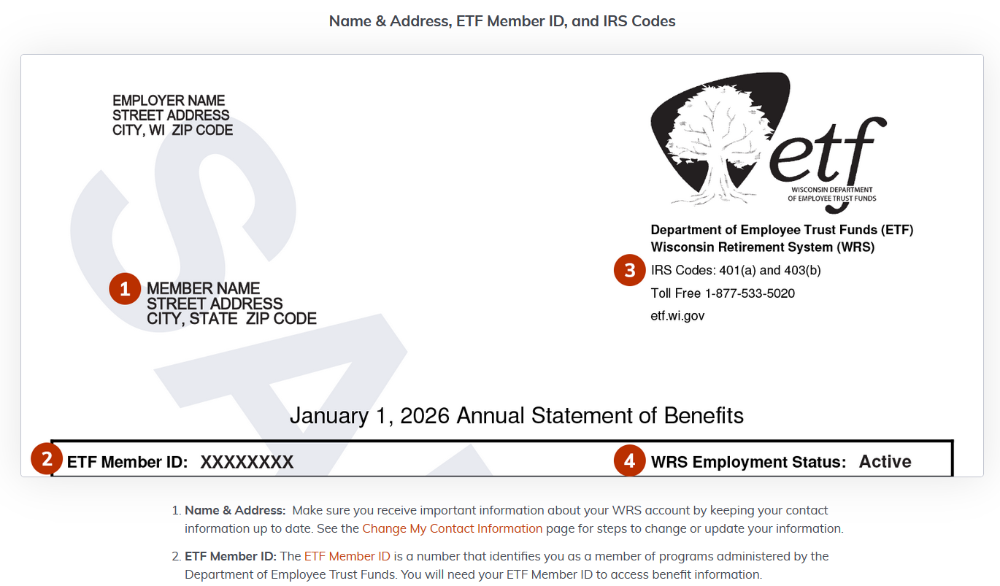 Name & Address, ETF Member ID, and IRS Codes
EMPLOYER NAME
STREET ADDRESS
CITY, WI  ZIP CODE
etf
WISCONSIN DEPARTMENT
OF EMPLOYEE TRUST FUNDS
Department of Employee Trust Funds (ETF)
Wisconsin Retirement System (WRS)
3 IRS Codes: 401(a) and 403(b)
Toll Free 1-877-533-5020
etf.wi.gov
1 MEMBER NAME
STREET ADDRESS
CITY, STATE  ZIP CODE
SA
January 1, 2026 Annual Statement of Benefits
2 ETF Member ID: XXXXXXXX
4 WRS Employment Status: Active
1. Name & Address:  Make sure you receive important information about your WRS account by keeping your contact
information up to date. See the Change My Contact Information page for steps to change or update your information.
2. ETF Member ID: The ETF Member ID is a number that identifies you as a member of programs administered by the
Department of Employee Trust Funds. You will need your ETF Member ID to access benefit information.